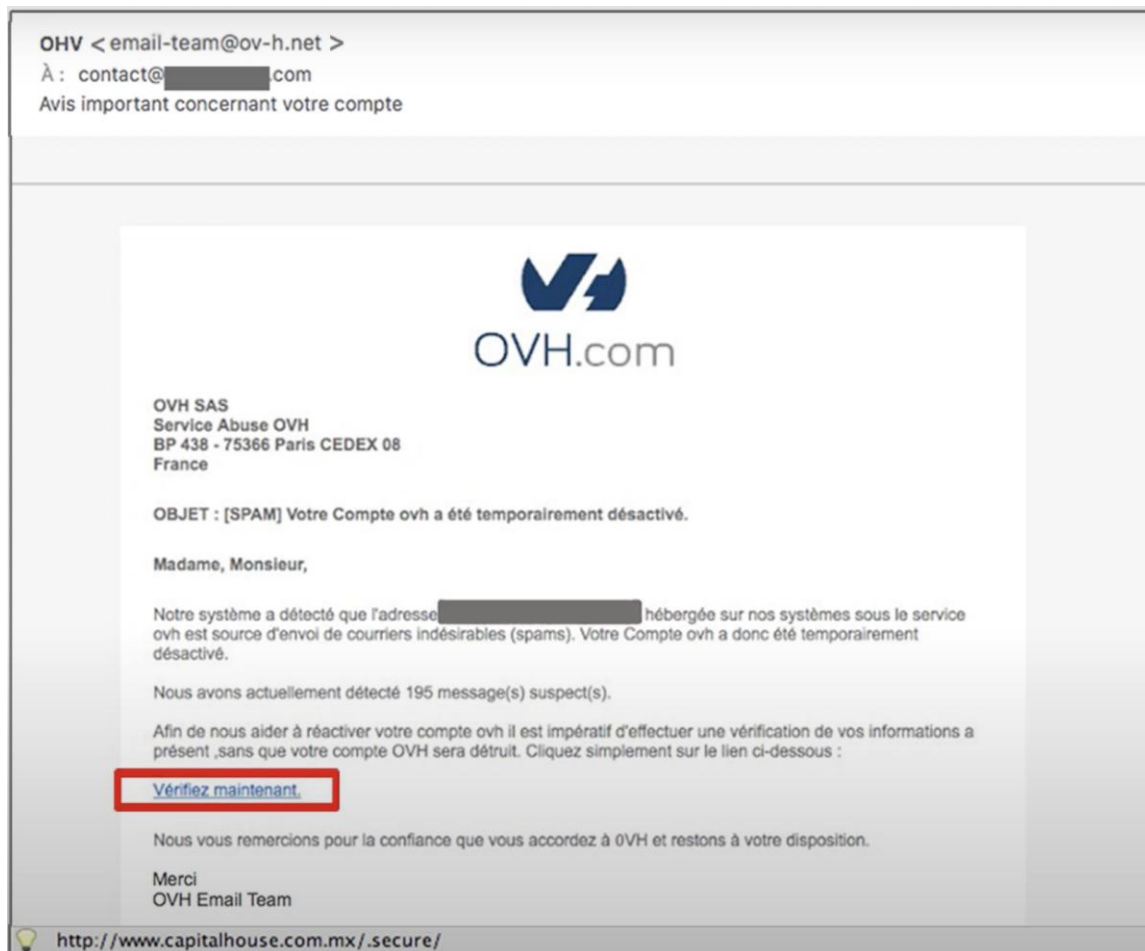 OHV < email-team@ov-h.net >
À : contact@ .com
Avis important concernant votre compte
OVH.com
OVH SAS
Service Abuse OVH
BP 438 - 75366 Paris CEDEX 08
France
OBJET : [SPAM] Votre Compte ovh a été temporairement désactivé.
Madame, Monsieur,
Notre système a détecté que l'adresse hébergée sur nos systèmes sous le service
ovh est source d'envoi de courriers indésirables (spams). Votre Compte ovh a donc été temporairement
désactivé.
Nous avons actuellement détecté 195 message(s) suspect(s).
Afin de nous aider à réactiver votre compte ovh il est impératif d'effectuer une vérification de vos informations a
présent ,sans que votre compte OVH sera détruit. Cliquez simplement sur le lien ci-dessous :
Vérifiez maintenant.
Nous vous remercions pour la confiance que vous accordez à 0VH et restons à votre disposition.
Merci
OVH Email Team
http://www.capitalhouse.com.mx/.secure/